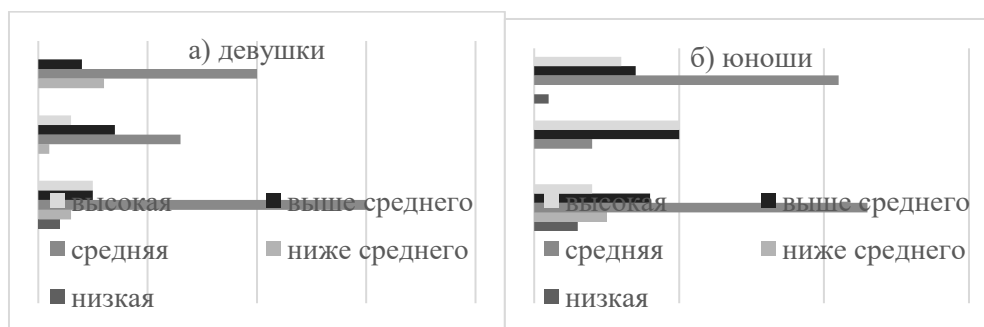 а) девушки
высокая
выше среднего
средняя
ниже среднего
низкая
б) юноши
высокая
выше среднего
средняя
ниже среднего
низкая